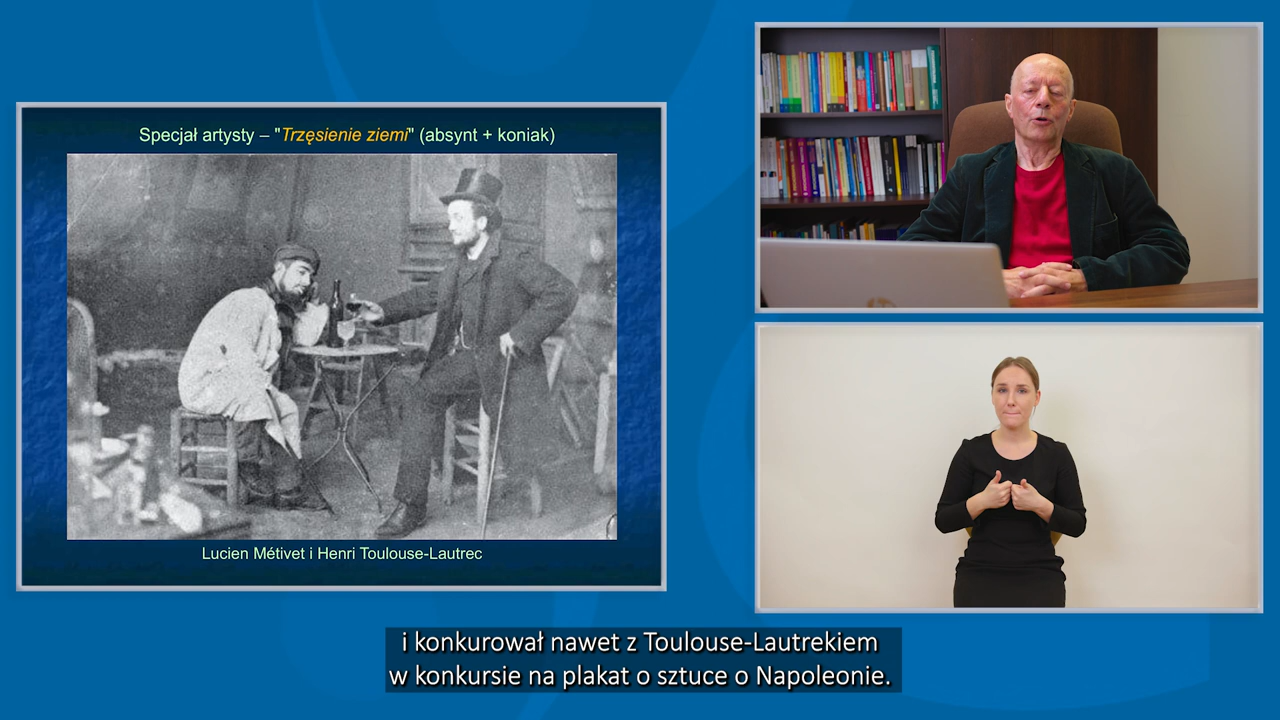 Specjał artysty – "Trzęsienie ziemi" (absynt + koniak)
Lucien Métivet i Henri Toulouse-Lautrec
i konkurował nawet z Toulouse-Lautrekiem
w konkursie na plakat o sztuce o Napoleonie.